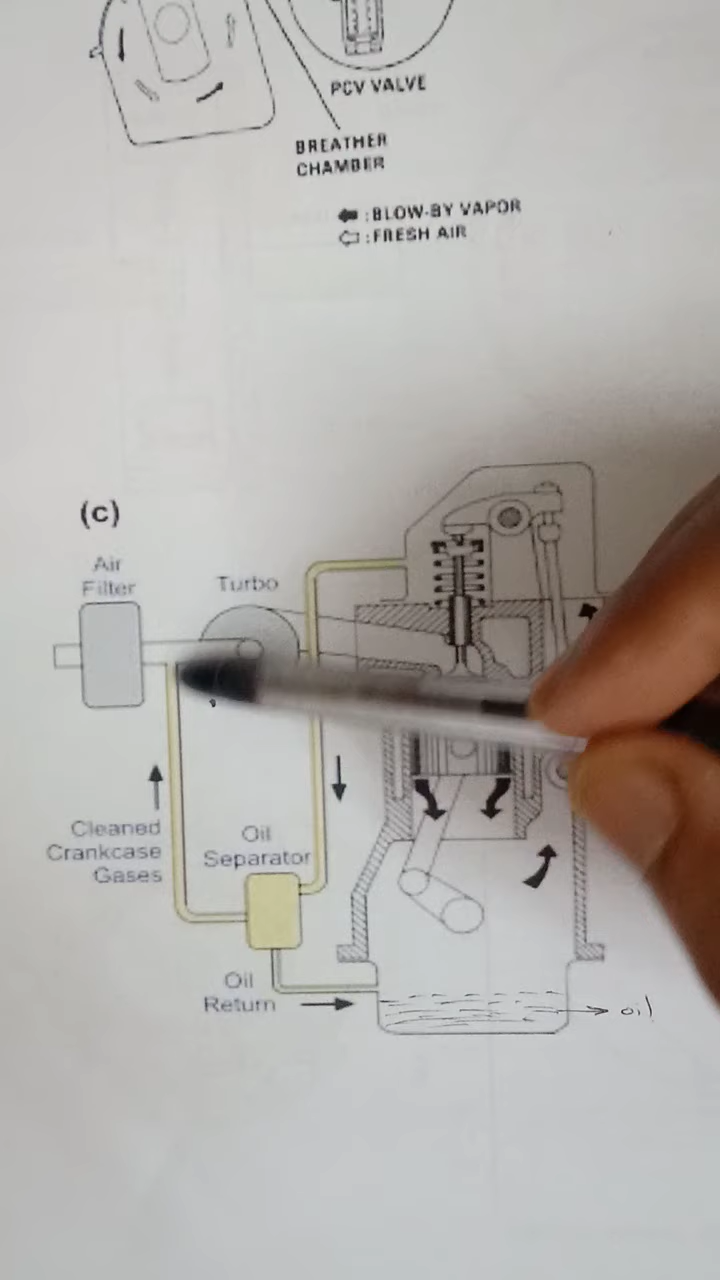 PCV VALVE
BREATHER
CHAMBER
:BLOW-BY VAPOR
:FRESH AIR
(c)
Air
Filter
Turbo
Cleaned
Crankcase
Gases
Oil
Separator
Oil
Return
oil